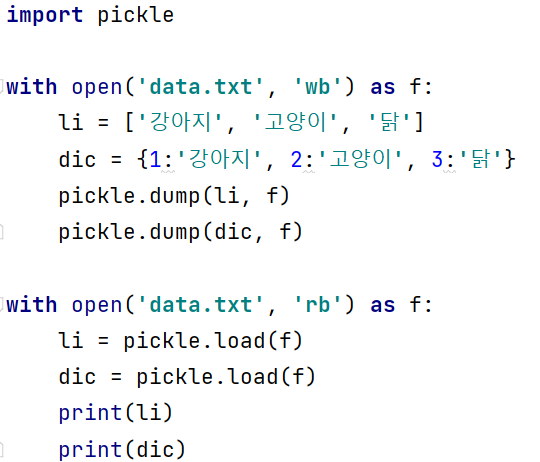 import pickle
with open('data.txt', 'wb') as f:
    li = ['강아지', '고양이', '닭']
    dic = {1:'강아지', 2:'고양이', 3:'닭'}
    pickle.dump(li, f)
    pickle.dump(dic, f)
with open('data.txt', 'rb') as f:
    li = pickle.load(f)
    dic = pickle.load(f)
    print(li)
    print(dic)